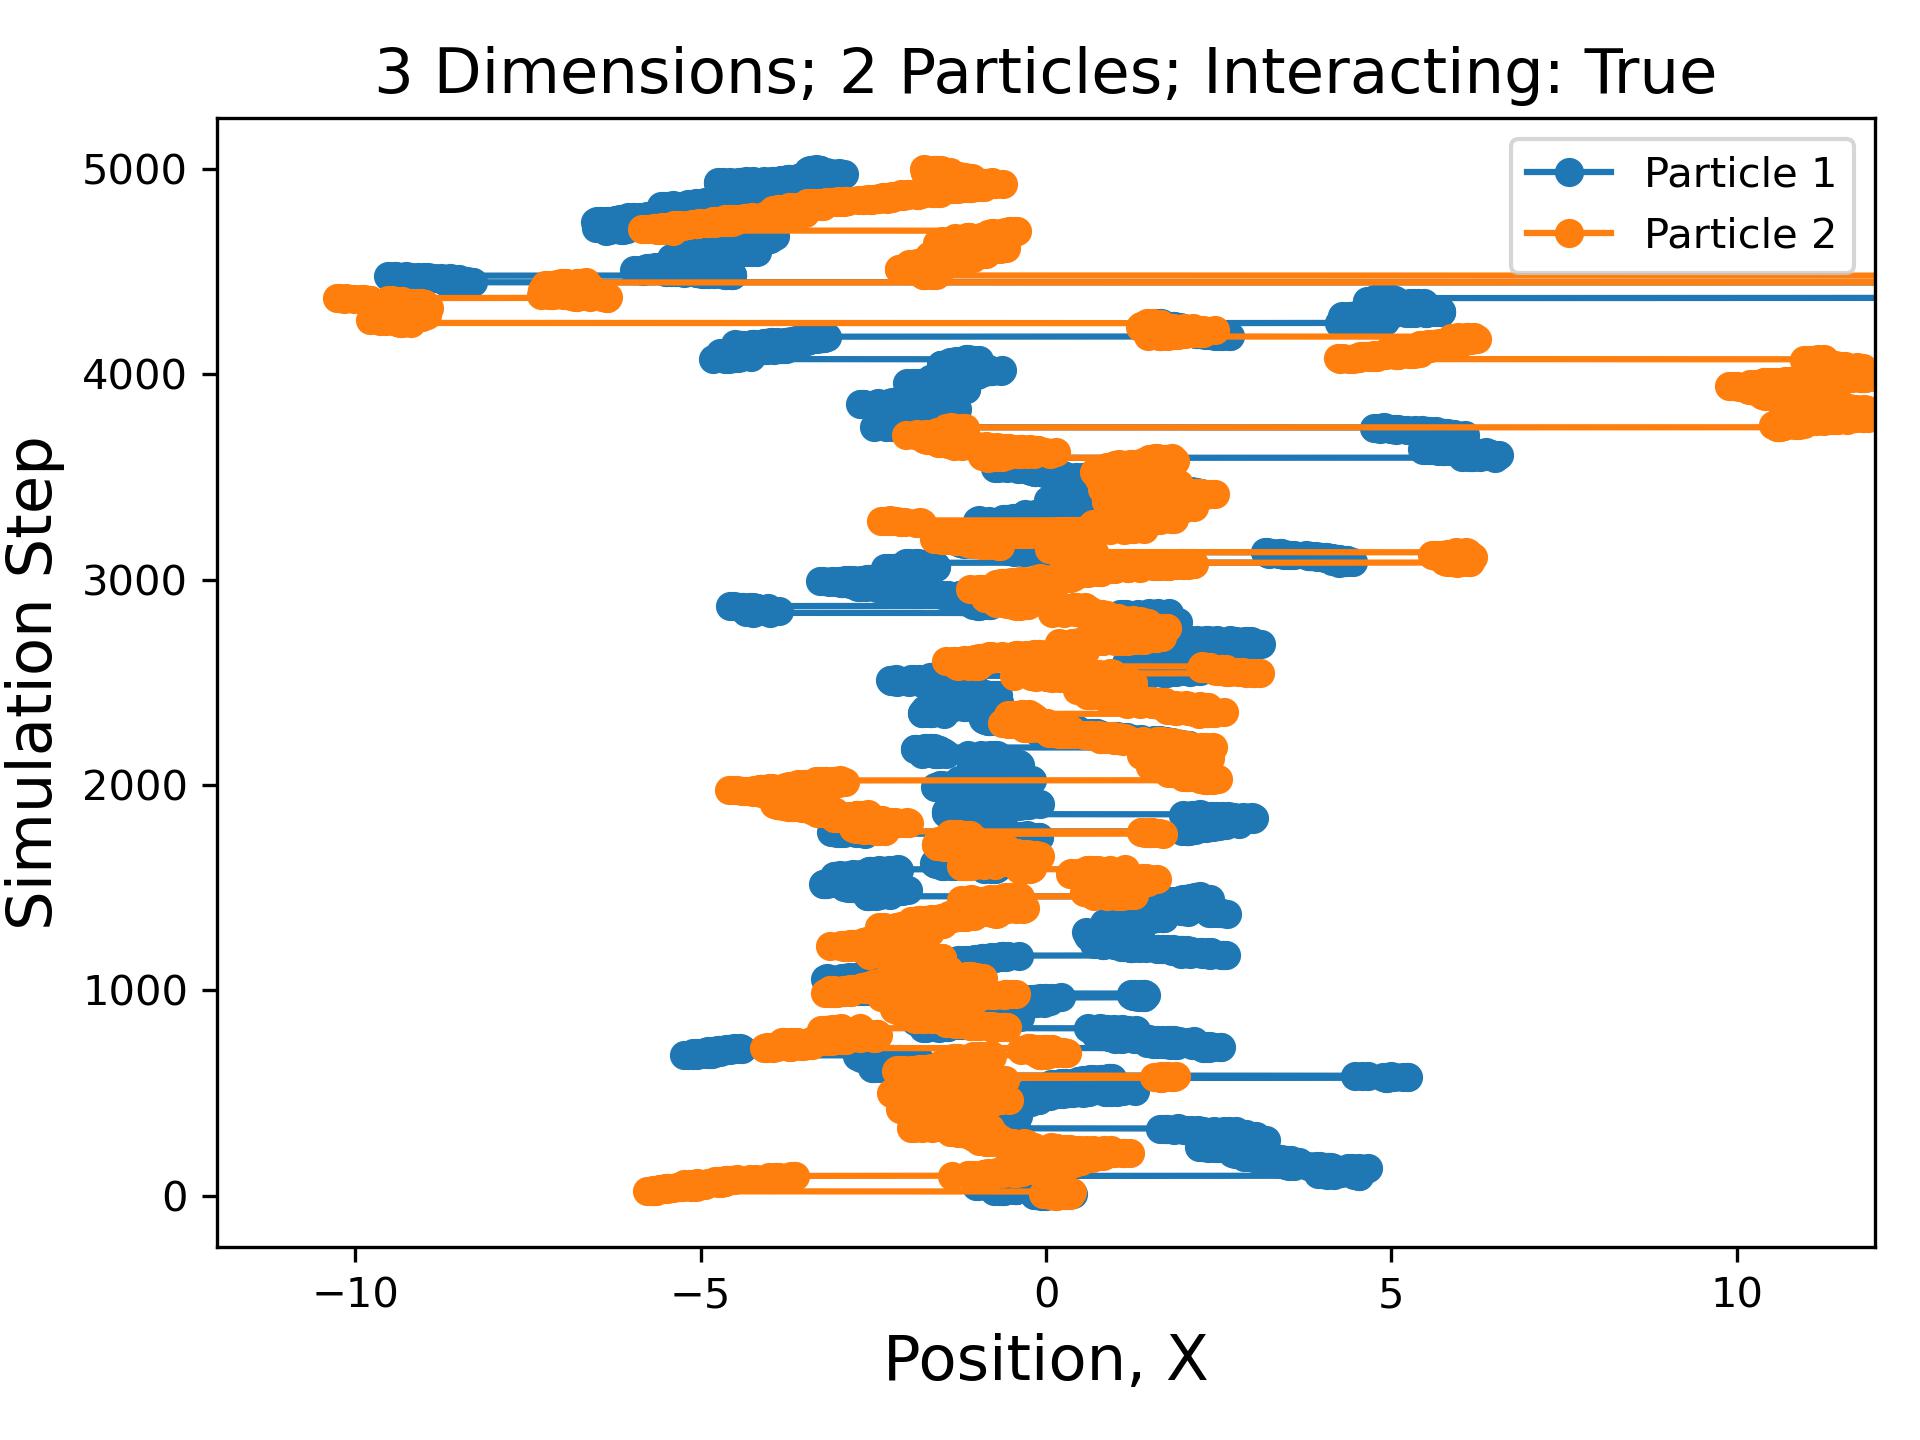 3 Dimensions; 2 Particles; Interacting: True
Particle 1
Particle 2
5000
4000
3000
2000
1000
0
Simulation Step
−10
−5
0
5
10
Position, X